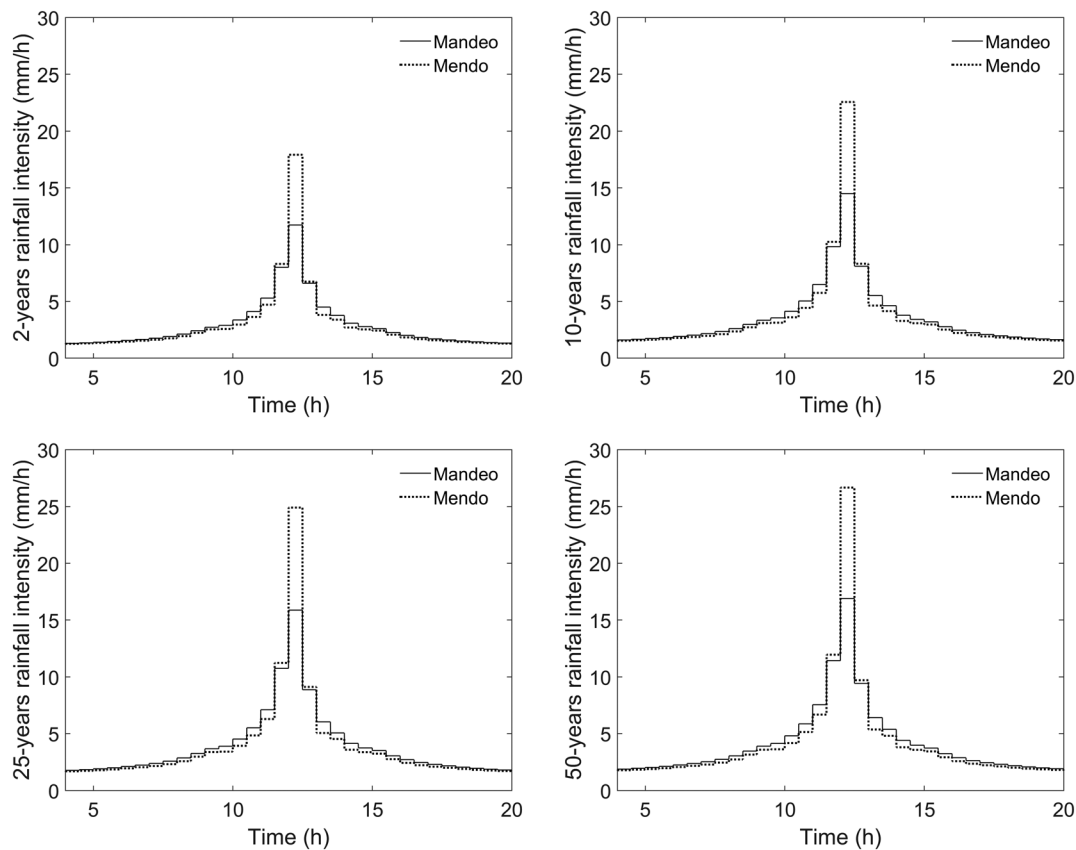 2-years rainfall intensity (mm/h)
30
25
20
15
10
5
0
Mandeo
Mendo
5 10 15 20
Time (h)
10-years rainfall intensity (mm/h)
30
25
20
15
10
5
0
Mandeo
Mendo
5 10 15 20
Time (h)
25-years rainfall intensity (mm/h)
30
25
20
15
10
5
0
Mandeo
Mendo
5 10 15 20
Time (h)
50-years rainfall intensity (mm/h)
30
25
20
15
10
5
0
Mandeo
Mendo
5 10 15 20
Time (h)